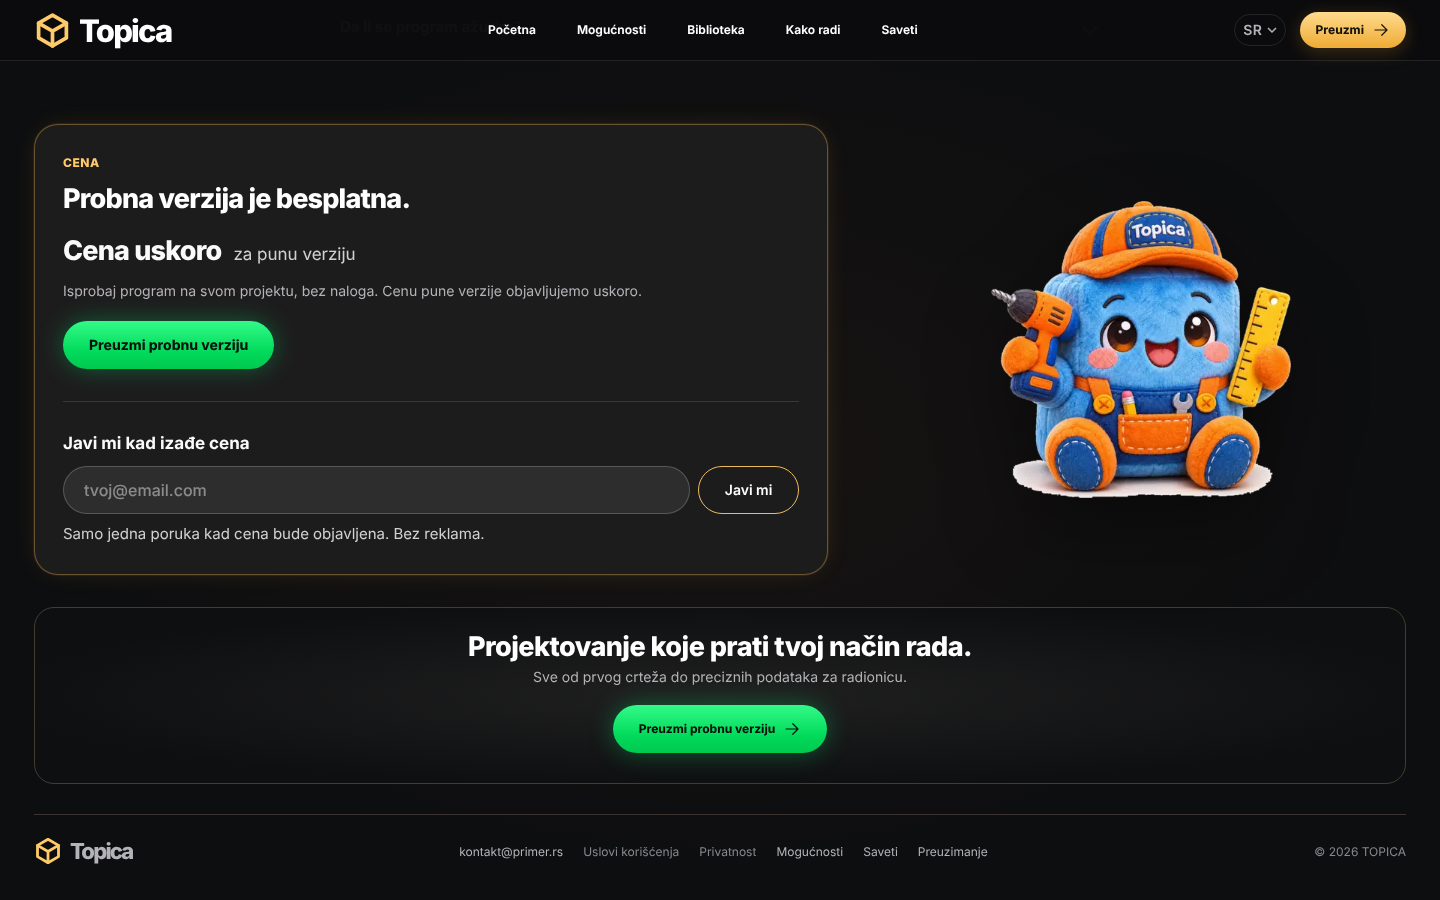 Topica
Da li se program
Početna
Mogućnosti
Biblioteka
Kako radi
Saveti
SR
Preuzmi
CENA
Probna verzija je besplatna.
Cena uskoro za punu verziju
Isprobaj program na svom projektu, bez naloga. Cenu pune verzije objavljujemo uskoro.
Preuzmi probnu verziju
Javi mi kad izađe cena
tvoj@email.com
Javi mi
Samo jedna poruka kad cena bude objavljena. Bez reklama.
Topica
Projektovanje koje prati tvoj način rada.
Sve od prvog crteža do preciznih podataka za radionicu.
Preuzmi probnu verziju
Topica
kontakt@primer.rs
Uslovi korišćenja
Privatnost
Mogućnosti
Saveti
Preuzimanje
© 2026 TOPICA